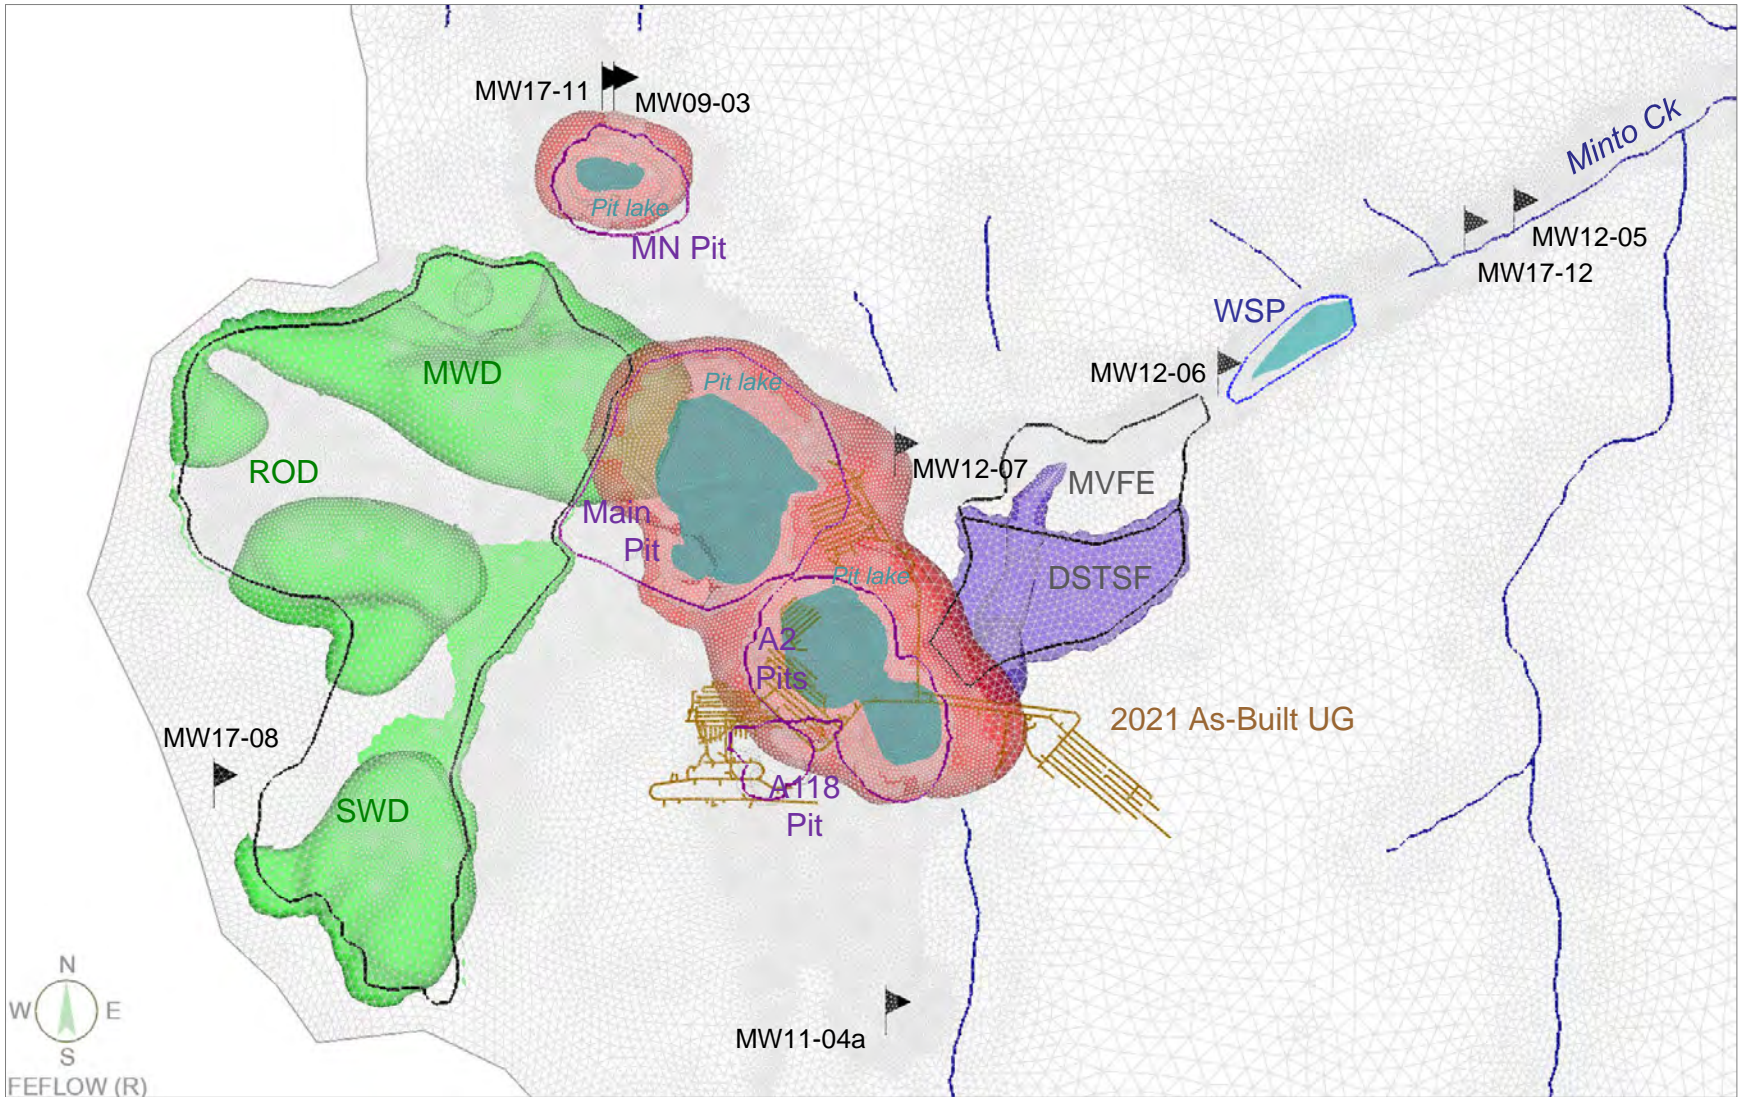 MW17-11
MW09-03
Pit lake
MN Pit
Minto Ck
MW12-05
MW17-12
WSP
MWD
Pit lake
MW12-06
ROD
MW12-07
MVFE
Main
Pit
Pit lake
DSTSF
A2
Pits
2021 As-Built UG
MW17-08
SWD
A118
Pit
N
W
E
S
MW11-04a
FEFLOW (R)